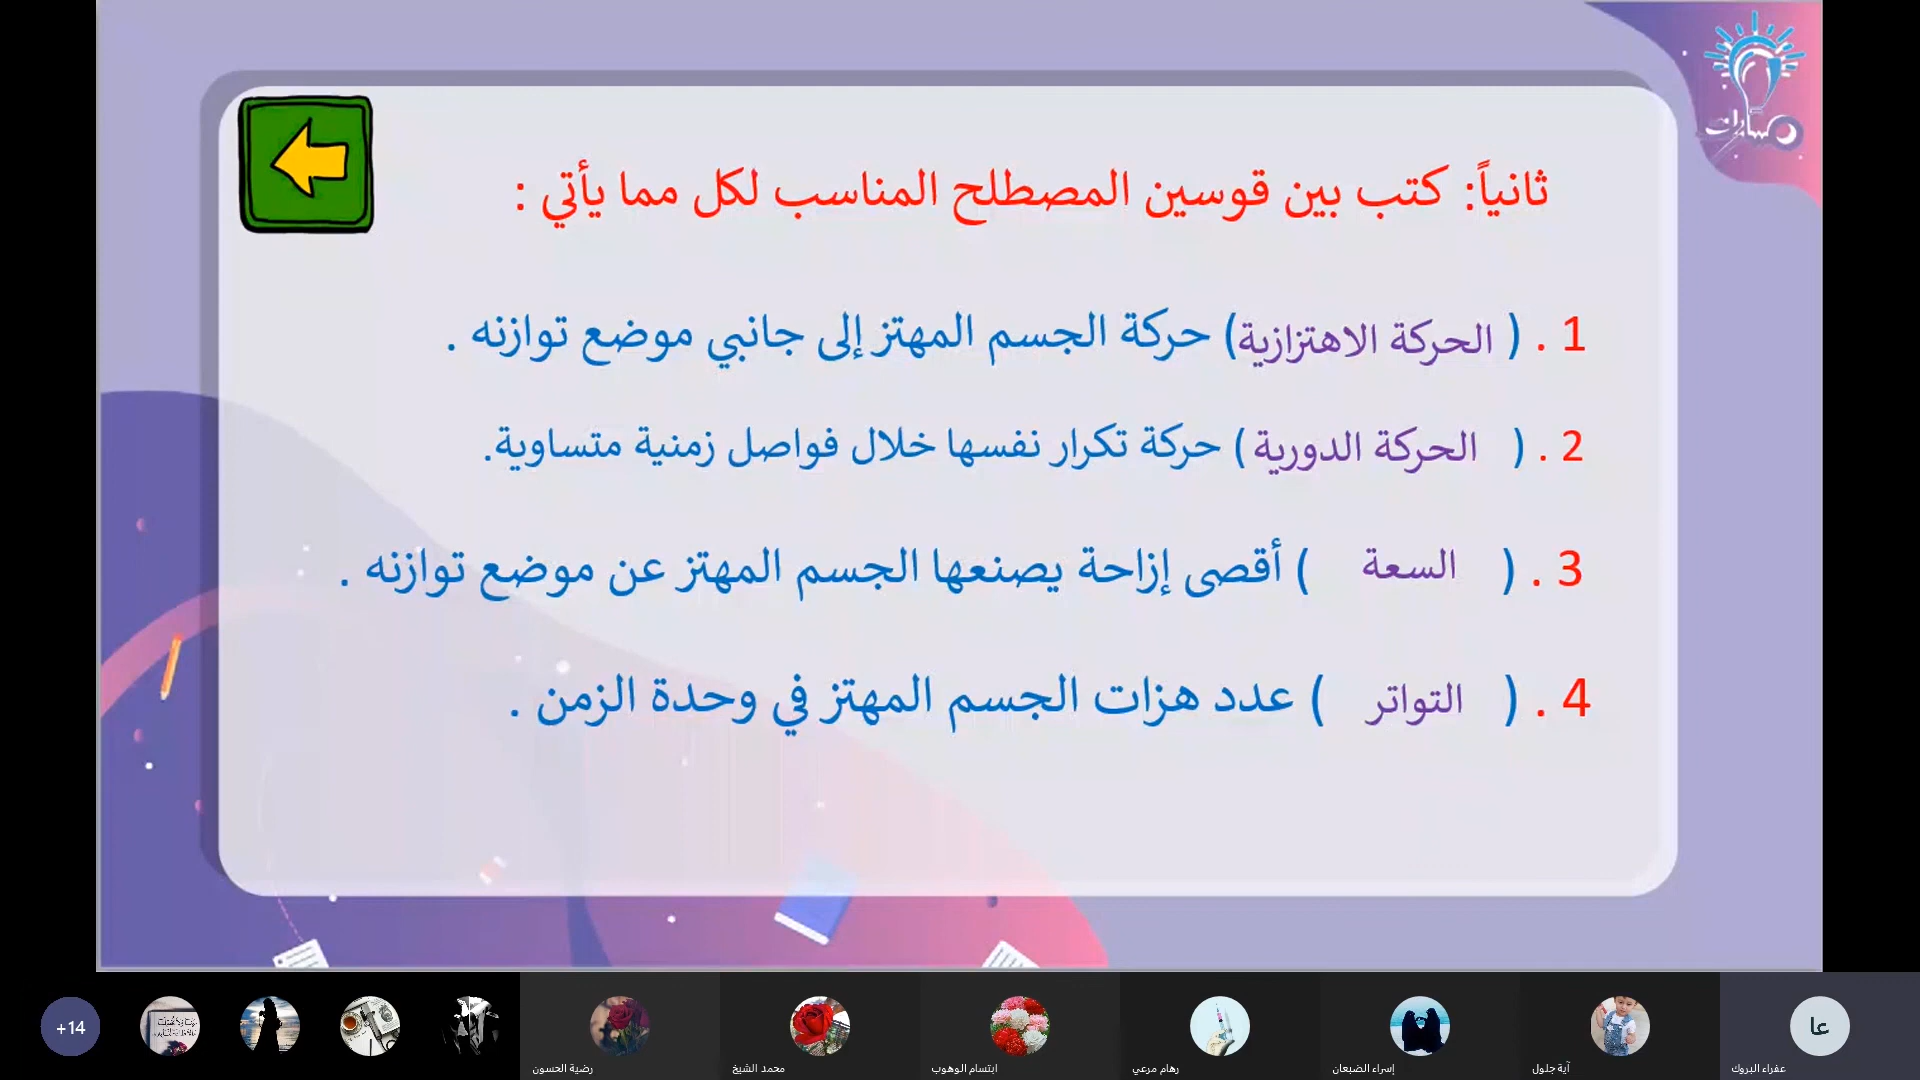 مسارات
ثانياً: كتب بين قوسين المصطلح المناسب لكل مما يأتي :
1 . ( الحركة الاهتزازية) حركة الجسم المهتز إلى جانبي موضع توازنه .
2 . ( الحركة الدورية ) حركة تكرار نفسها خلال فواصل زمنية متساوية.
3 . ( السعة ) أقصى إزاحة يصنعها الجسم المهتز عن موضع توازنه .
4 . ( التواتر ) عدد هزات الجسم المهتز في وحدة الزمن .
عا
عفراء البروك
آية جلول
إسراء الضبعان
رهام مرعي
ابتسام الوهوب
محمد الشيخ
رضية الحسون
+14